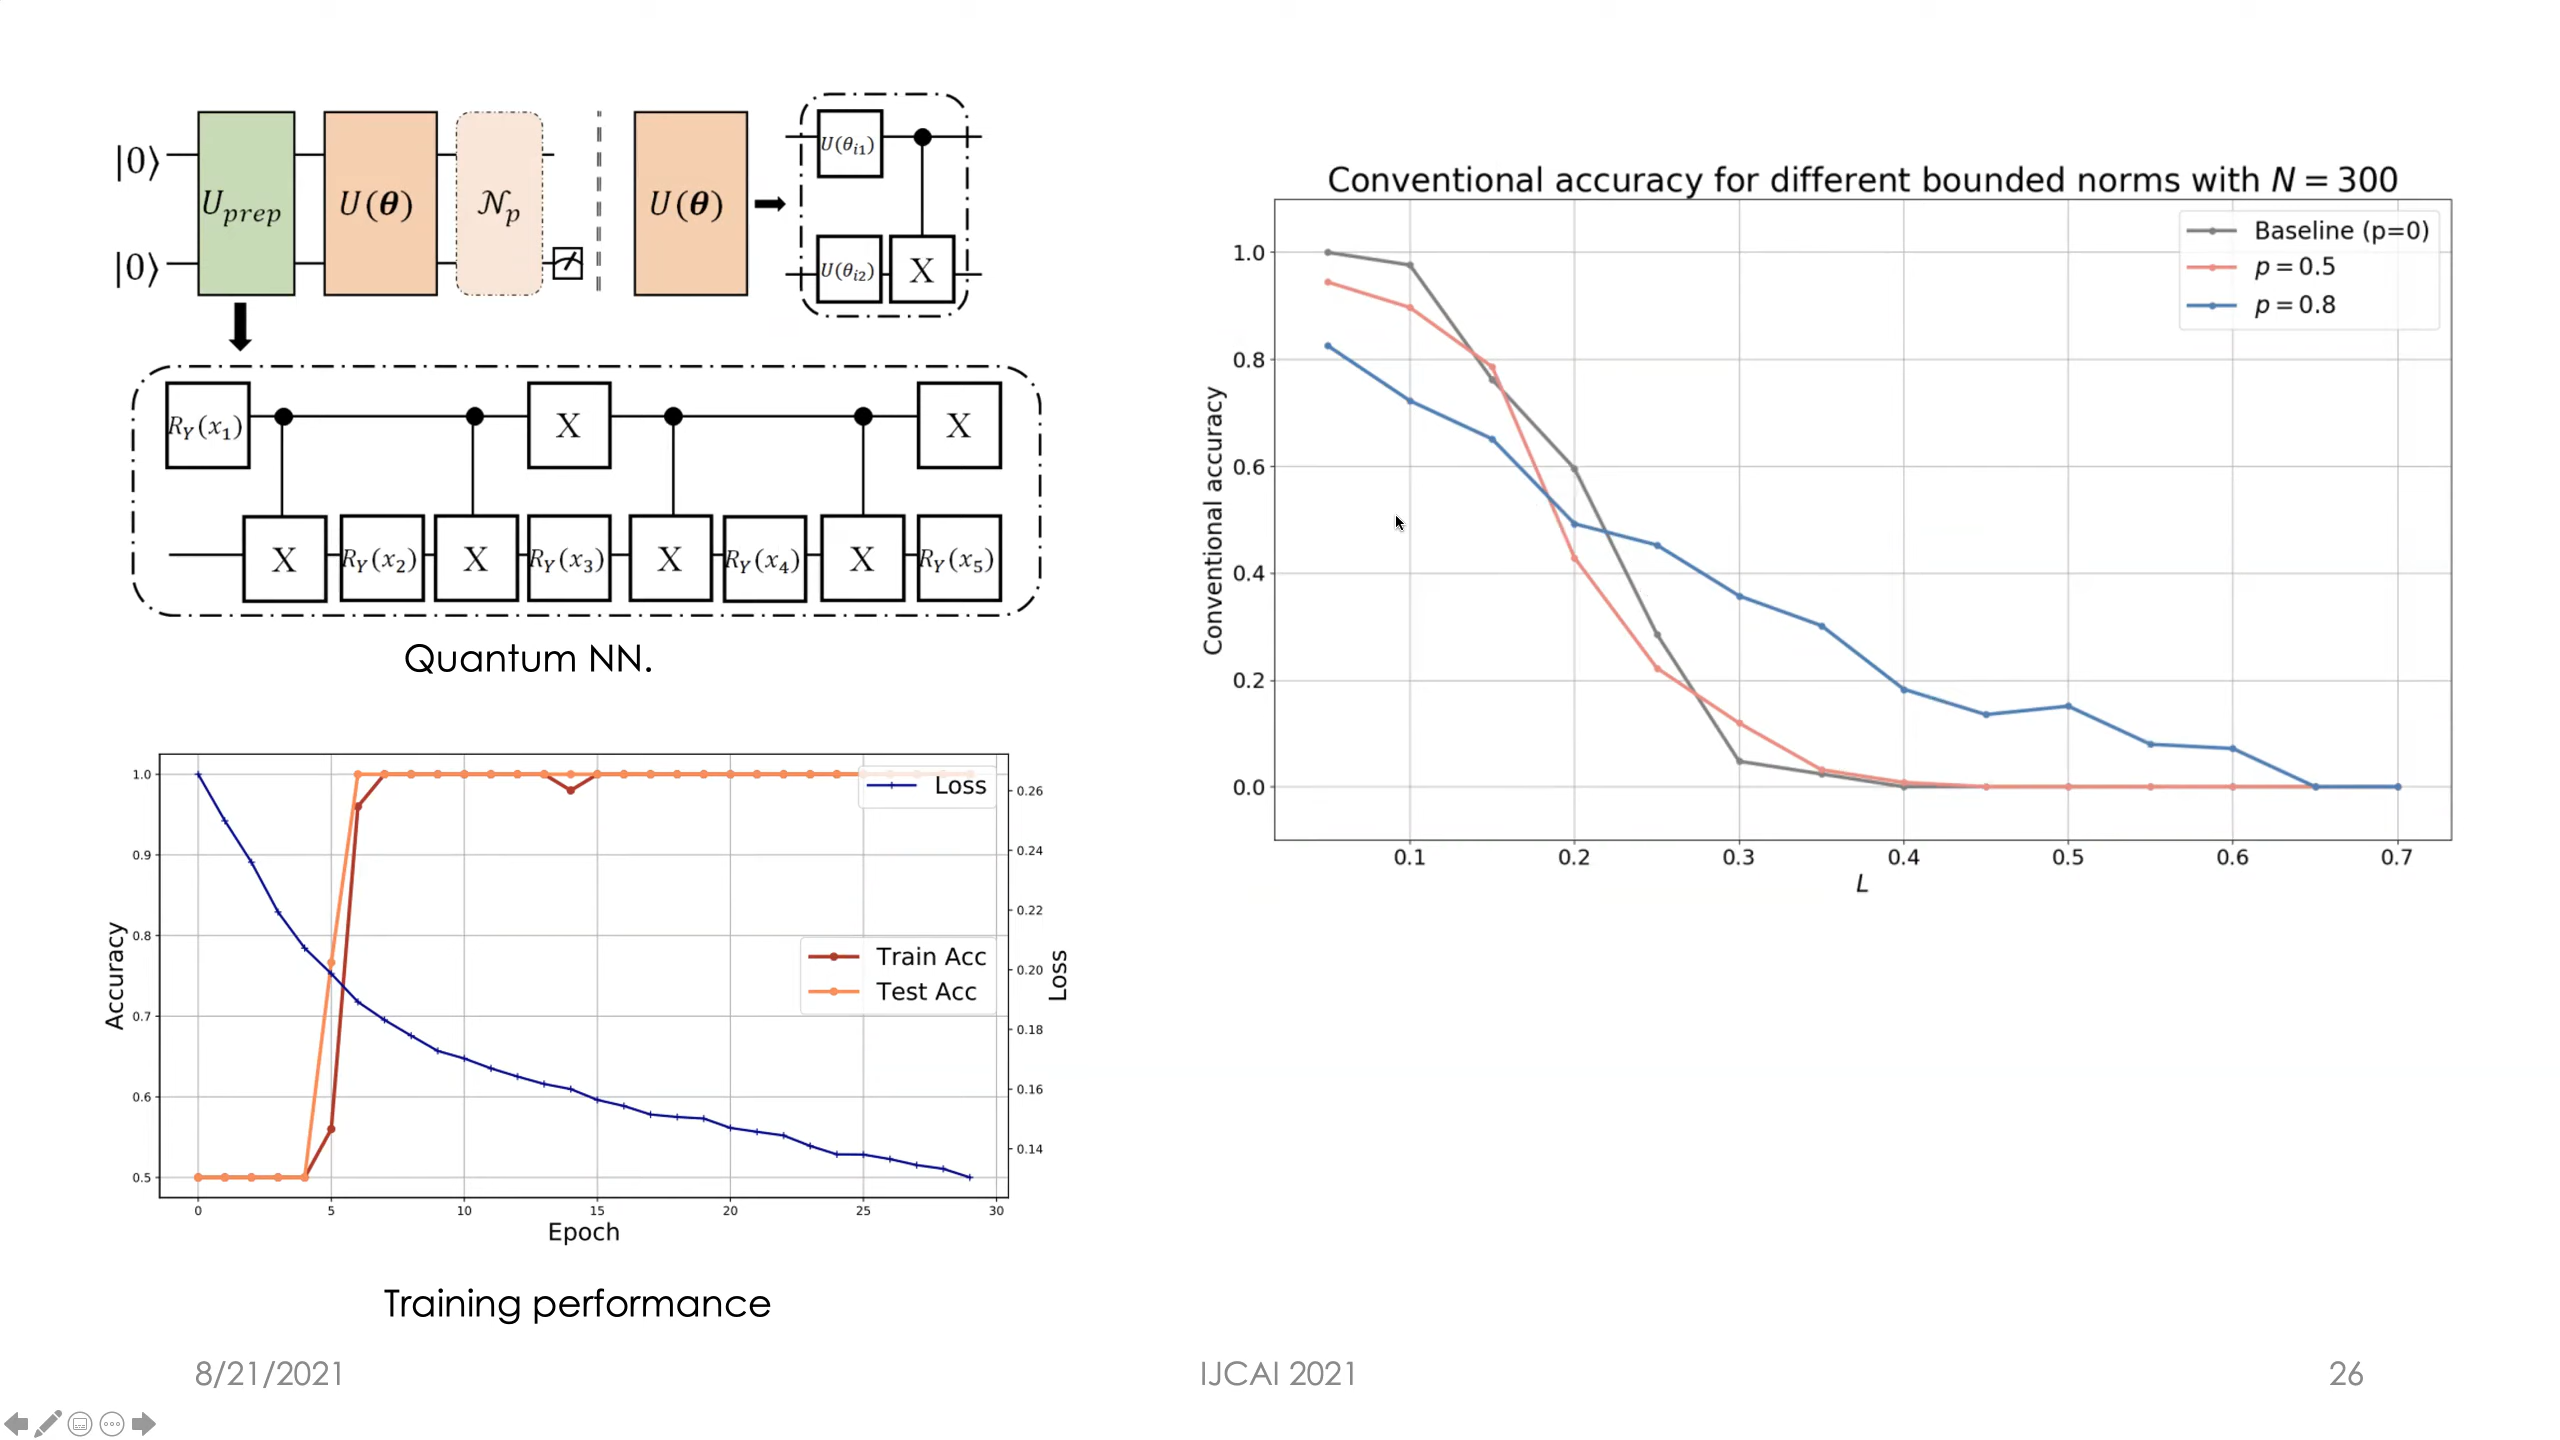 |0⟩
|0⟩
U_prep
U(θ)
𝒩_p
U(θ)
U(θ_i1)
U(θ_i2)
X
R_Y(x_1)
X
X
X
R_Y(x_2)
X
R_Y(x_3)
X
R_Y(x_4)
X
R_Y(x_5)
Quantum NN.
1.0
0.9
0.8
0.7
0.6
0.5
Accuracy
0 5 10 15 20 25 30
Epoch
Loss
Train Acc
Test Acc
0.26
0.24
0.22
0.20
0.18
0.16
0.14
Loss
Training performance
Conventional accuracy for different bounded norms with N = 300
Baseline (p=0)
p = 0.5
p = 0.8
1.0
0.8
0.6
0.4
0.2
0.0
Conventional accuracy
0.1 0.2 0.3 0.4 0.5 0.6 0.7
L
8/21/2021
IJCAI 2021
26